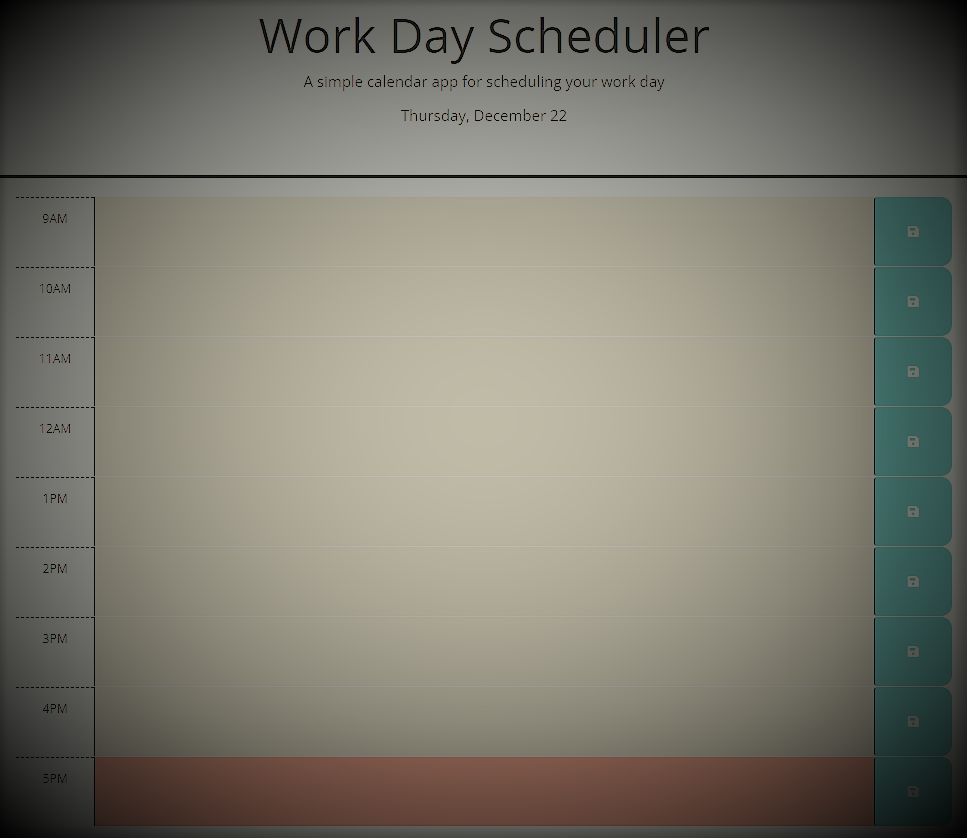 Work Day Scheduler
A simple calendar app for scheduling your work day
Thursday, December 22
9AM
10AM
11AM
12AM
1PM
2PM
3PM
4PM
5PM